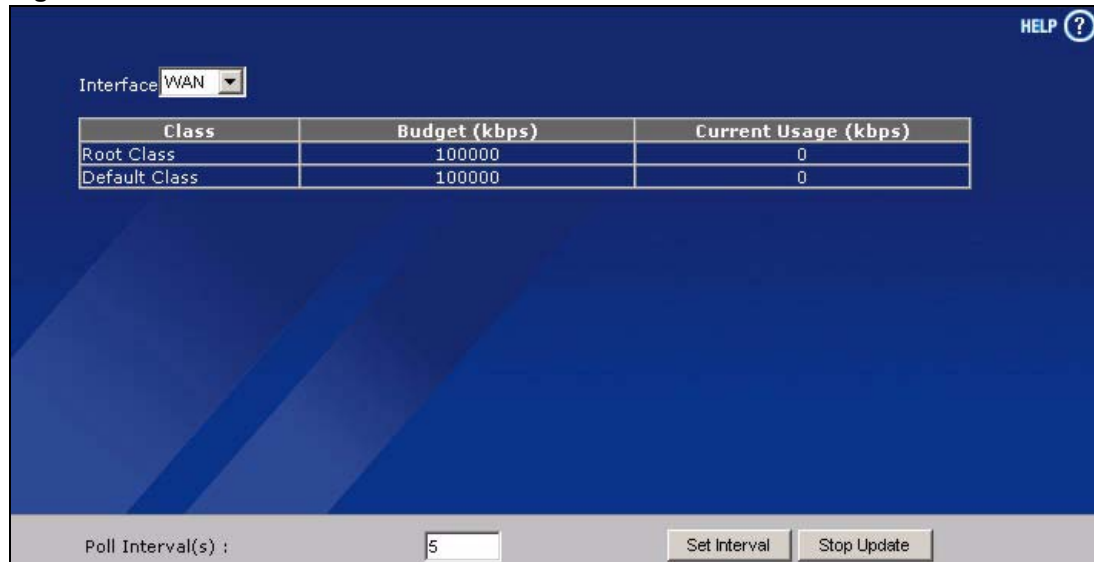 HELP ?
Interface WAN
Class Budget (kbps) Current Usage (kbps)
Root Class 100000 0
Default Class 100000 0
Poll Interval(s) : 5 Set Interval Stop Update